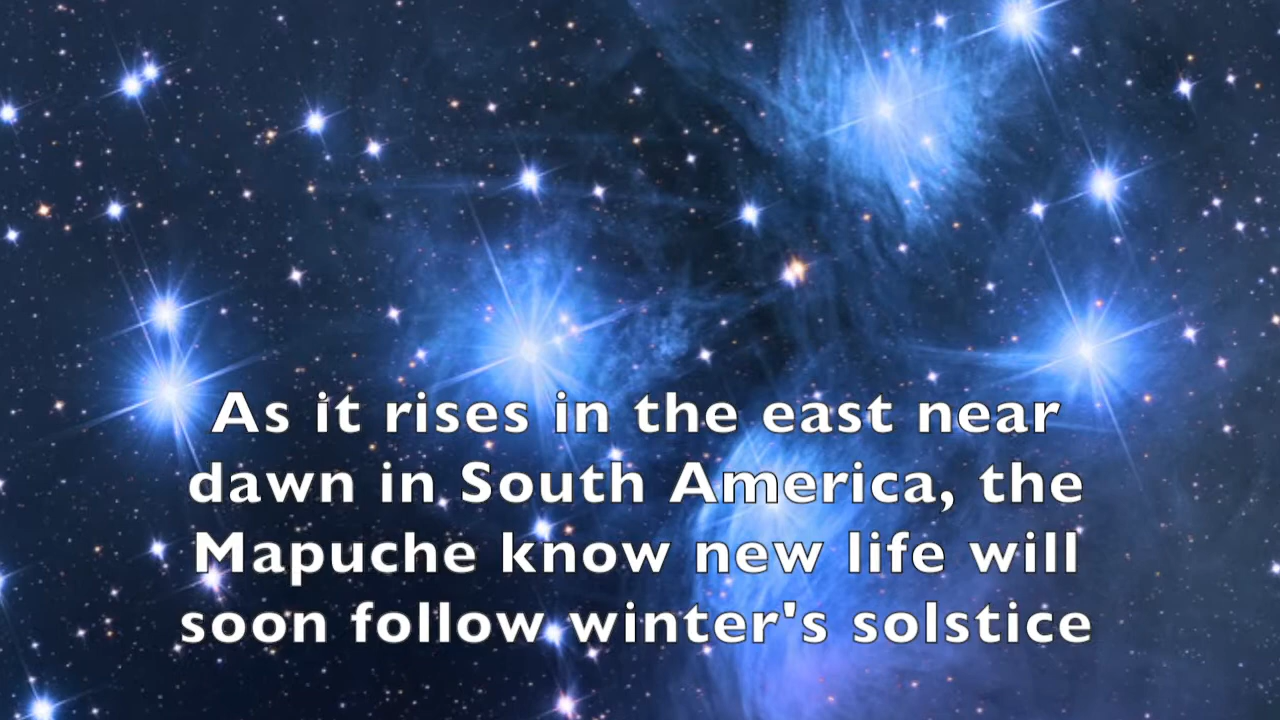 As it rises in the east near
dawn in South America, the
Mapuche know new life will
soon follow winter's solstice